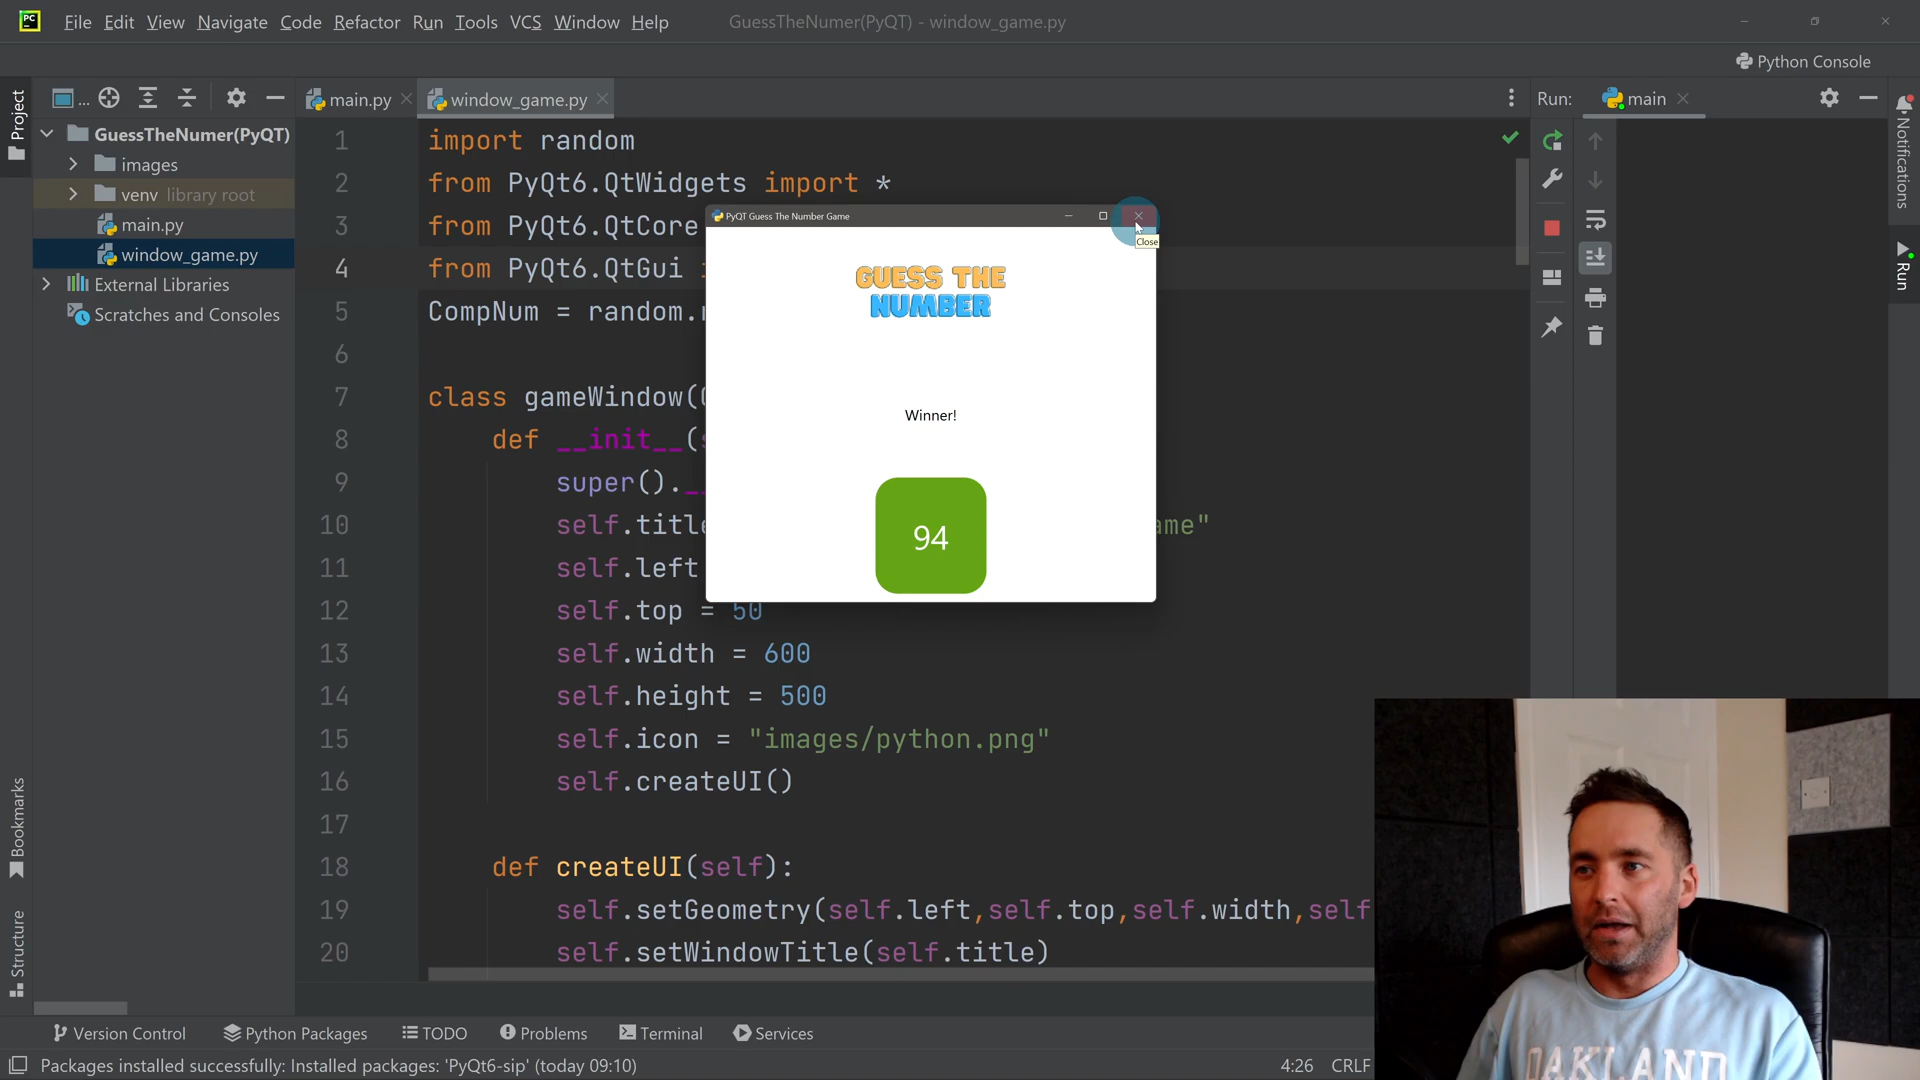 PC File Edit View Navigate Code Refactor Run Tools VCS Window Help GuessTheNumer(PyQT) - window_game.py
Python Console
Project
... main.py window_game.py
Run: main
Notifications
Run
GuessTheNumer(PyQT)
images
venv library root
main.py
window_game.py
External Libraries
Scratches and Consoles
1 import random
2 from PyQt6.QtWidgets import *
3 from PyQt6.QtCore
4 from PyQt6.QtGui
5 CompNum = random.
6
7 class gameWindow(
8 def __init__(
9 super().
10 self.title ame"
11 self.left
12 self.top = 50
13 self.width = 600
14 self.height = 500
15 self.icon = "images/python.png"
16 self.createUI()
17
18 def createUI(self):
19 self.setGeometry(self.left,self.top,self.width,self
20 self.setWindowTitle(self.title)
PyQT Guess The Number Game
Close
GUESS THE
NUMBER
Winner!
94
Bookmarks
Structure
Version Control Python Packages TODO Problems Terminal Services
Packages installed successfully: Installed packages: 'PyQt6-sip' (today 09:10) 4:26 CRLF
OAKLAND